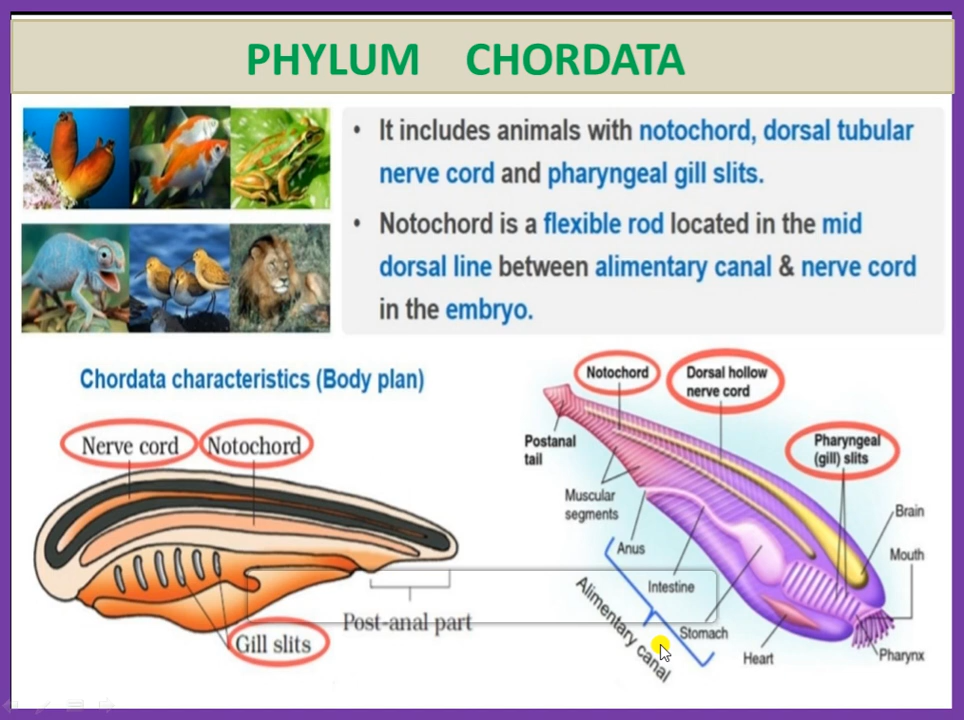 PHYLUM CHORDATA
• It includes animals with notochord, dorsal tubular
nerve cord and pharyngeal gill slits.
• Notochord is a flexible rod located in the mid
dorsal line between alimentary canal & nerve cord
in the embryo.
Chordata characteristics (Body plan)
Nerve cord
Notochord
Gill slits
Post-anal part
Notochord
Dorsal hollow
nerve cord
Pharyngeal
(gill) slits
Postanal
tail
Muscular
segments
Anus
Intestine
Stomach
Alimentary canal
Heart
Brain
Mouth
Pharynx